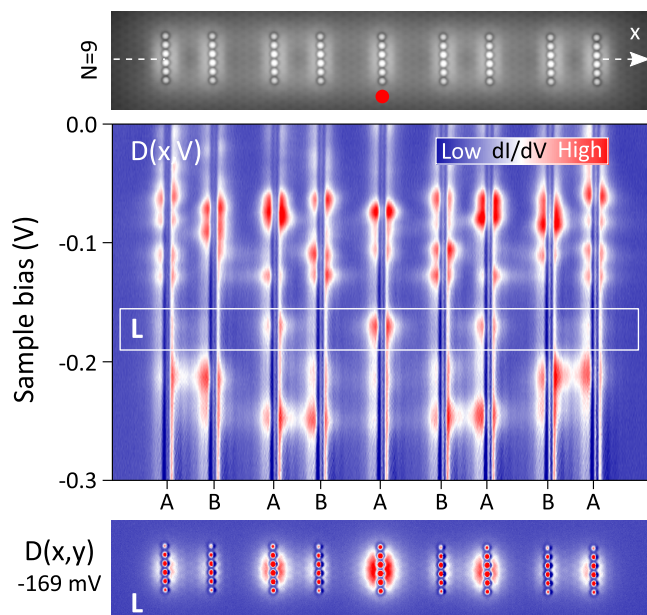 N=9
x
D(x,V)
Low dI/dV High
Sample bias (V)
0.0
-0.1
-0.2
-0.3
L
A B A B A B A B A
D(x,y)
-169 mV
L